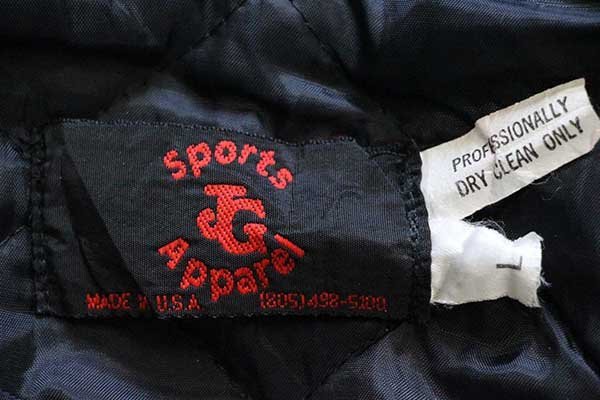 Sports
JG
Apparel
MADE IN U.S.A. (805) 498-5100
PROFESSIONALLY
DRY CLEAN ONLY
L